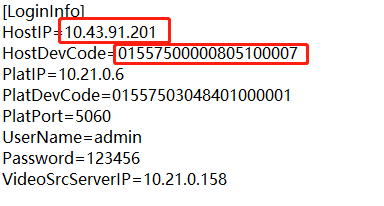 [LoginInfo]
HostIP=10.43.91.201
HostDevCode=01557500000805100007
PlatIP=10.21.0.6
PlatDevCode=01557503048401000001
PlatPort=5060
UserName=admin
Password=123456
VideoSrcServerIP=10.21.0.158